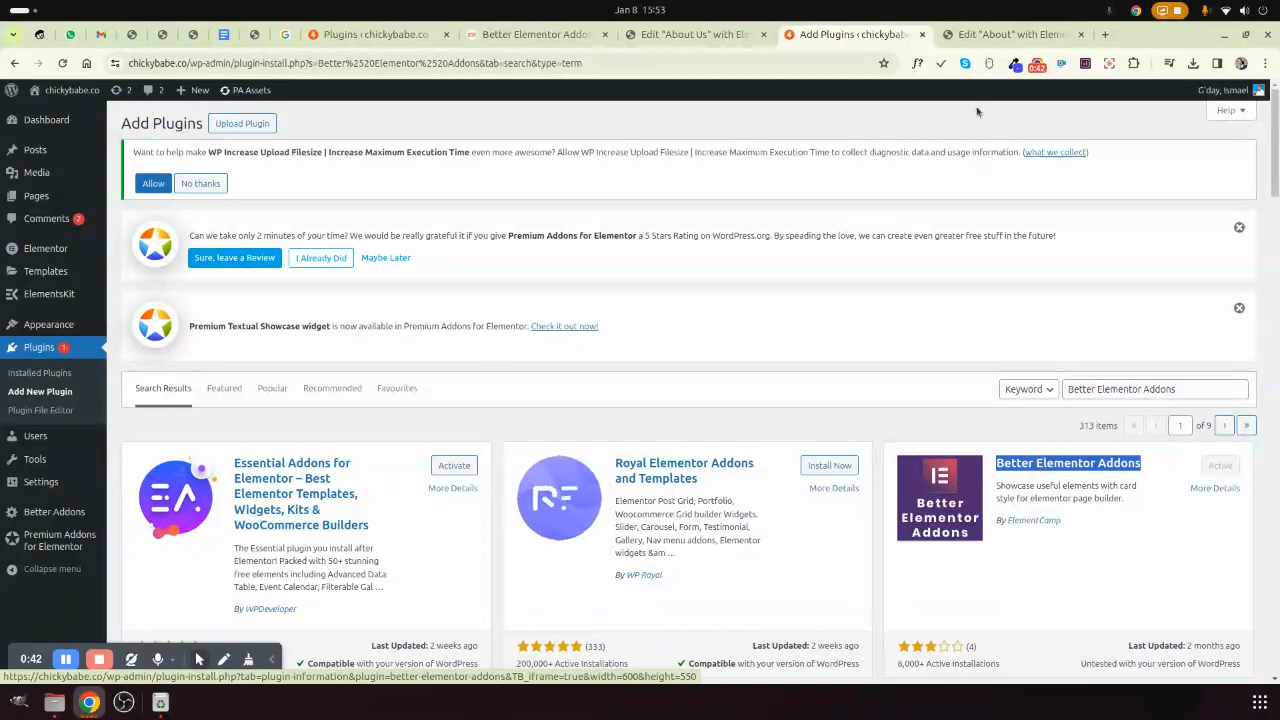 Jan 8 15:53
Plugins ‹ chickybabe.co
Better Elementor Addon
Edit "About Us" with Ele
Add Plugins ‹ chickybab
Edit "About" with Eleme
chickybabe.co/wp-admin/plugin-install.php?s=Better%2520Elementor%2520Addons&tab=search&type=term
0:42
chickybabe.co
2
2
New
PA Assets
G'day, Ismael
Dashboard
Posts
Media
Pages
Comments 7
Elementor
Templates
ElementsKit
Appearance
Plugins 1
Installed Plugins
Add New Plugin
Plugin File Editor
Users
Tools
Settings
Better Addons
Premium Addons
for Elementor
Collapse menu
Add Plugins
Upload Plugin
Help
Want to help make WP Increase Upload Filesize | Increase Maximum Execution Time even more awesome? Allow WP Increase Upload Filesize | Increase Maximum Execution Time to collect diagnostic data and usage information. (what we collect)
Allow
No thanks
Can we take only 2 minutes of your time? We would be really grateful it if you give Premium Addons for Elementor a 5 Stars Rating on WordPress.org. By speading the love, we can create even greater free stuff in the future!
Sure, leave a Review
I Already Did
Maybe Later
Premium Textual Showcase widget is now available in Premium Addons for Elementor. Check it out now!
Search Results
Featured
Popular
Recommended
Favourites
Keyword
Better Elementor Addons
313 items
«
‹
1
of 9
›
»
EA
Essential Addons for
Elementor – Best
Elementor Templates,
Widgets, Kits &
WooCommerce Builders
Activate
More Details
The Essential plugin you install after
Elementor! Packed with 50+ stunning
free elements including Advanced Data
Table, Event Calendar, Filterable Gal …
By WPDeveloper
Last Updated: 2 weeks ago
Compatible with your version of WordPress
Royal Elementor Addons
and Templates
Install Now
More Details
Elementor Post Grid, Portfolio,
Woocommerce Grid builder Widgets.
Slider, Carousel, Form, Testimonial,
Gallery, Nav menu addons, Elementor
widgets &am …
By WP Royal
(333)
200,000+ Active Installations
Last Updated: 2 weeks ago
Compatible with your version of WordPress
Better
Elementor
Addons
Better Elementor Addons
Active
More Details
Showcase useful elements with card
style for elementor page builder.
By ElementCamp
(4)
6,000+ Active Installations
Last Updated: 2 months ago
Untested with your version of WordPress
0:42
https://chickybabe.co/wp-admin/plugin-install.php?tab=plugin-information&plugin=better-elementor-addons&TB_iframe=true&width=600&height=550